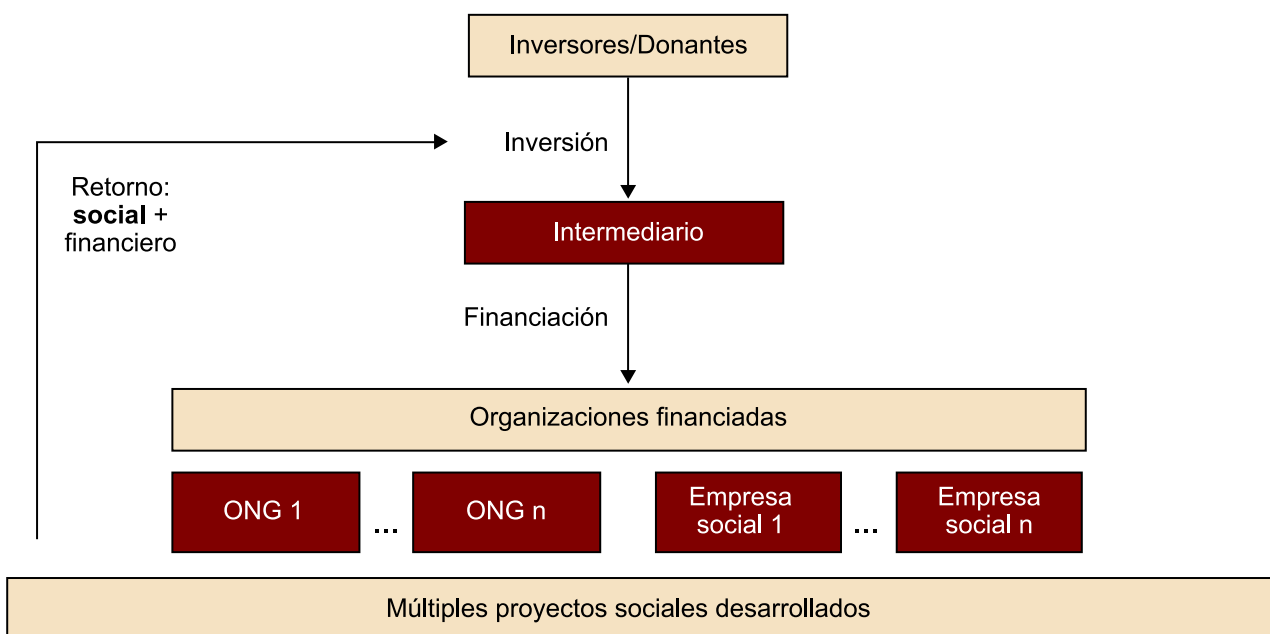 Inversores/Donantes
Inversión
Retorno:
social +
financiero
Intermediario
Financiación
Organizaciones financiadas
ONG 1
...
ONG n
Empresa
social 1
...
Empresa
social n
Múltiples proyectos sociales desarrollados